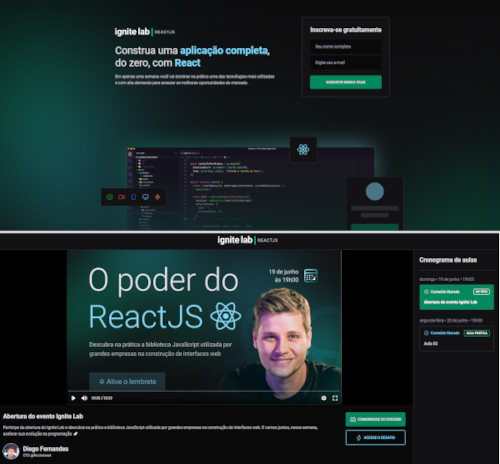 ignite lab | REACTJS
Construa uma aplicação completa,
do zero, com React
Em apenas uma semana você vai dominar na prática uma das tecnologias mais utilizadas
e com alta demanda para acessar as melhores oportunidades do mercado.
Inscreva-se gratuitamente
Seu nome completo
Digite seu e-mail
GARANTIR MINHA VAGA
ignite lab | REACTJS
O poder do
ReactJS
19 de junho
às 19h00
Descubra na prática a biblioteca JavaScript utilizada por
grandes empresas na construção de interfaces web
Ative o lembrete
Cronograma de aulas
domingo • 19 de junho • 19h00
Conteúdo liberado
AO VIVO
Abertura do evento Ignite Lab
segunda-feira • 20 de junho • 19h00
Conteúdo liberado
AULA PRÁTICA
Aula 02
Abertura do evento Ignite Lab
Participe da abertura do Ignite Lab e descubra na prática a biblioteca JavaScript utilizada por grandes empresas na construção de interfaces web. E vamos juntos, nessa semana,
acelerar sua evolução na programação 🚀
Diego Fernandes
CTO @Rocketseat
COMUNIDADE DO DISCORD
ACESSE O DESAFIO